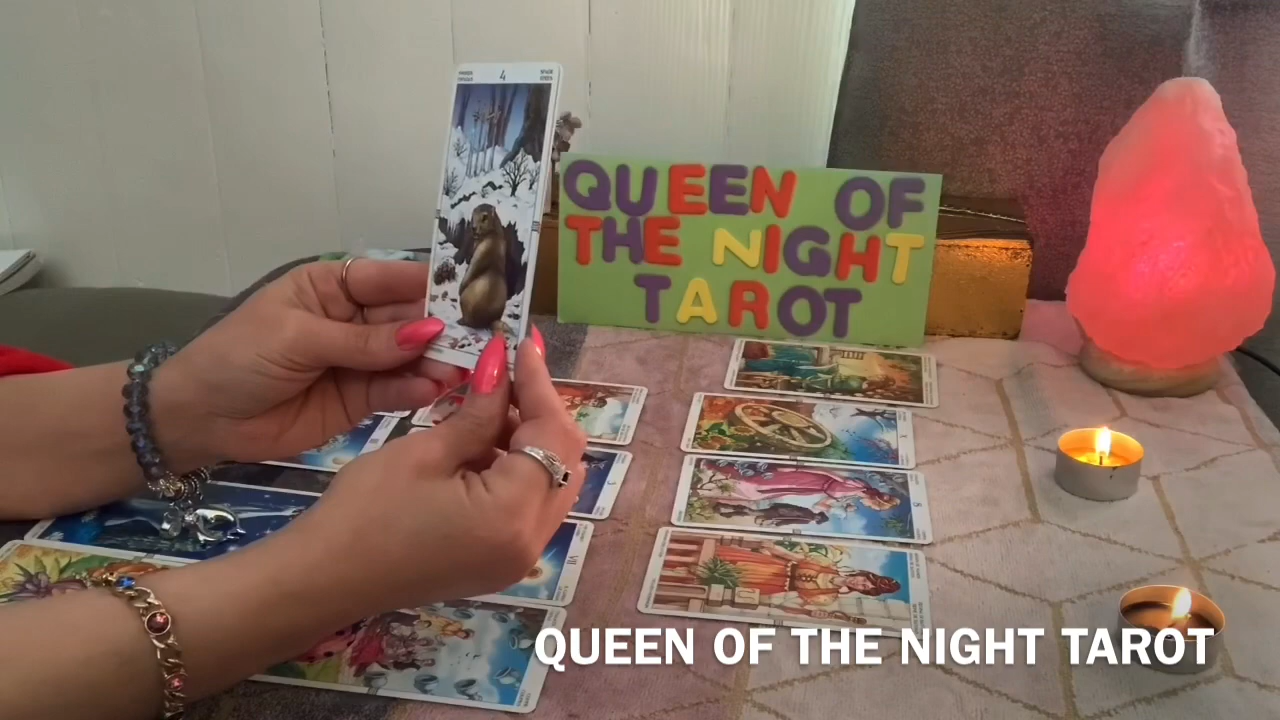 4
QUEEN OF
THE NIGHT
TAROT
QUEEN OF THE NIGHT TAROT